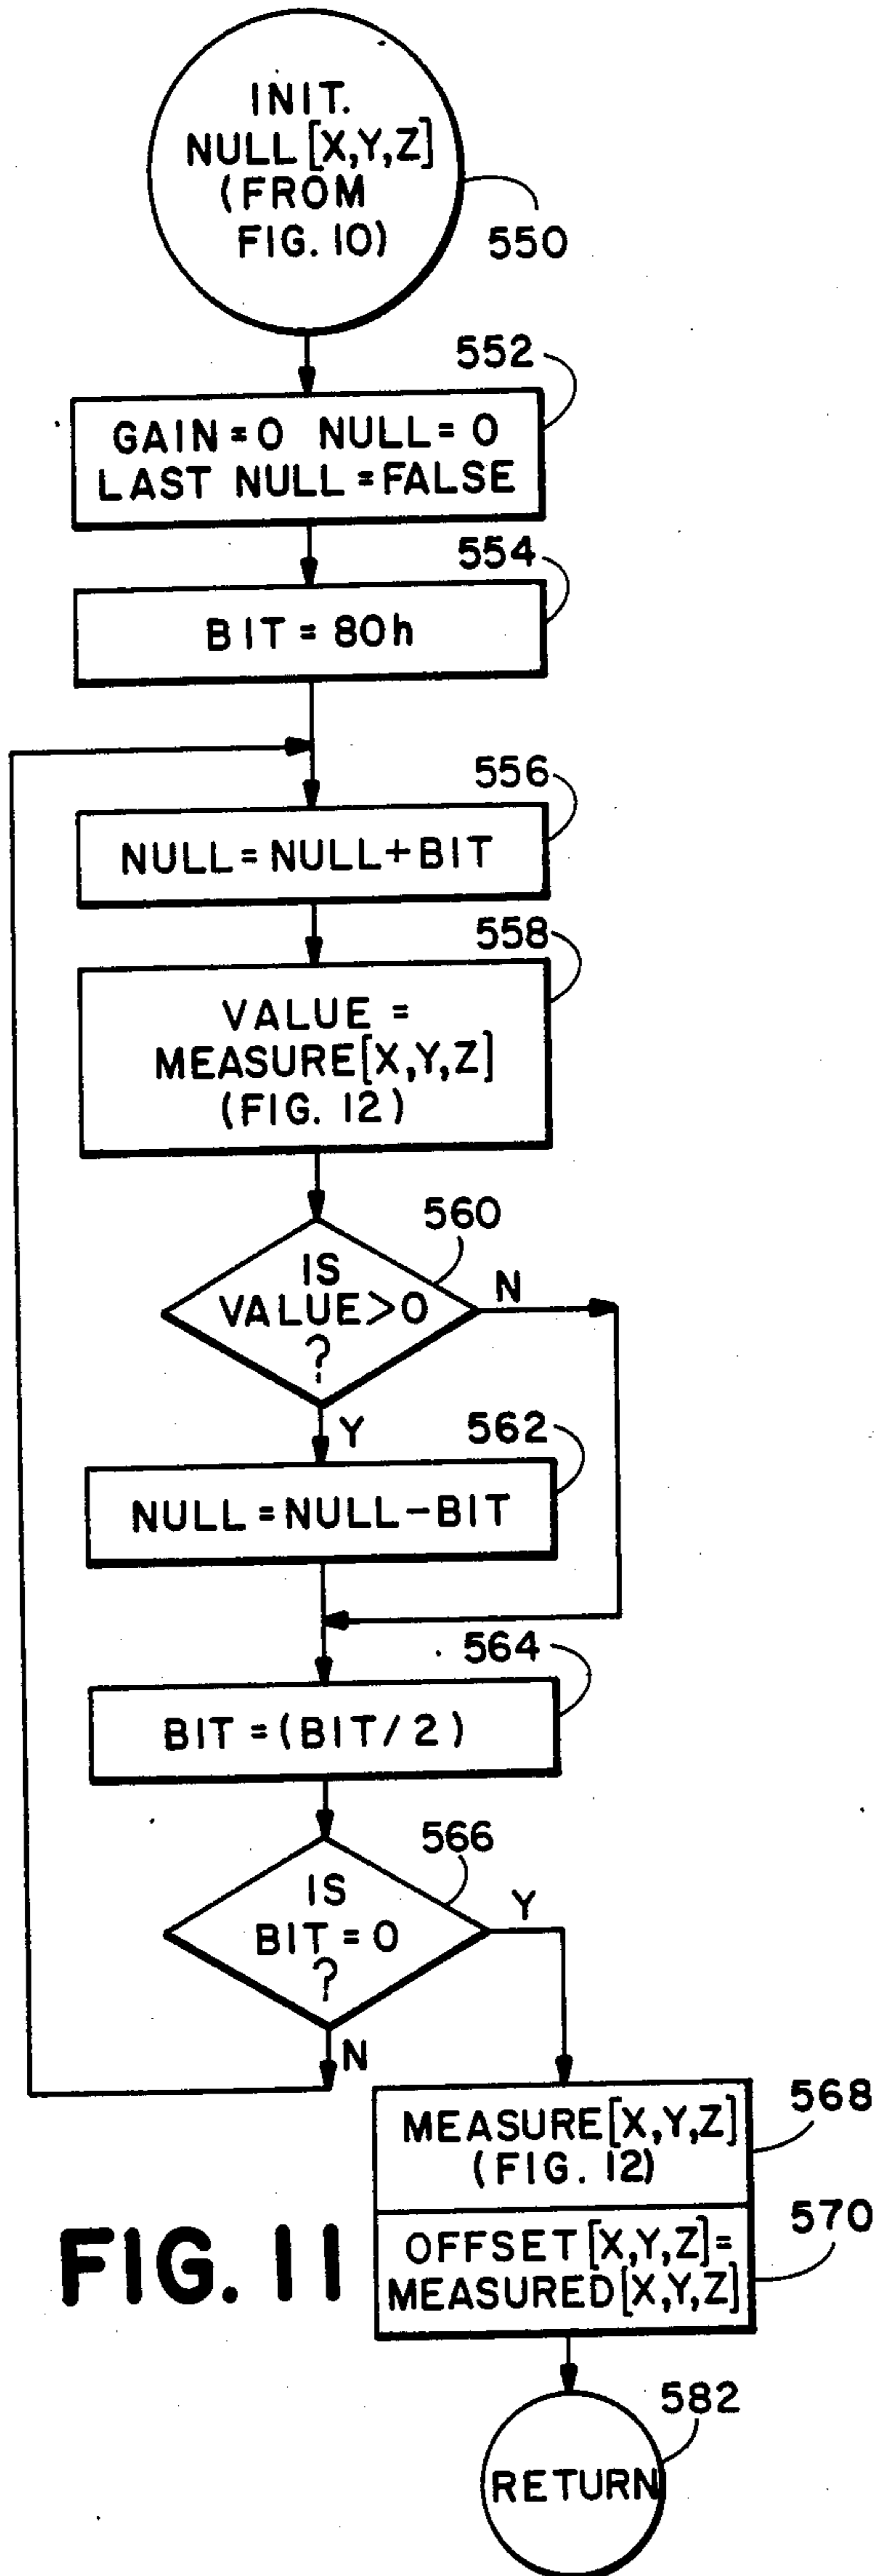 INIT.
NULL [X,Y,Z]
(FROM
FIG. 10)
550
552
GAIN = 0 NULL = 0
LAST NULL = FALSE
554
BIT = 80h
556
NULL = NULL + BIT
558
VALUE =
MEASURE [X,Y,Z]
(FIG. 12)
560
IS
VALUE > 0
?
N
Y
562
NULL = NULL - BIT
564
BIT = (BIT / 2)
566
IS
BIT = 0
?
Y
N
568
MEASURE [X,Y,Z]
(FIG. 12)
570
OFFSET [X,Y,Z] =
MEASURED [X,Y,Z]
FIG. 11
582
RETURN